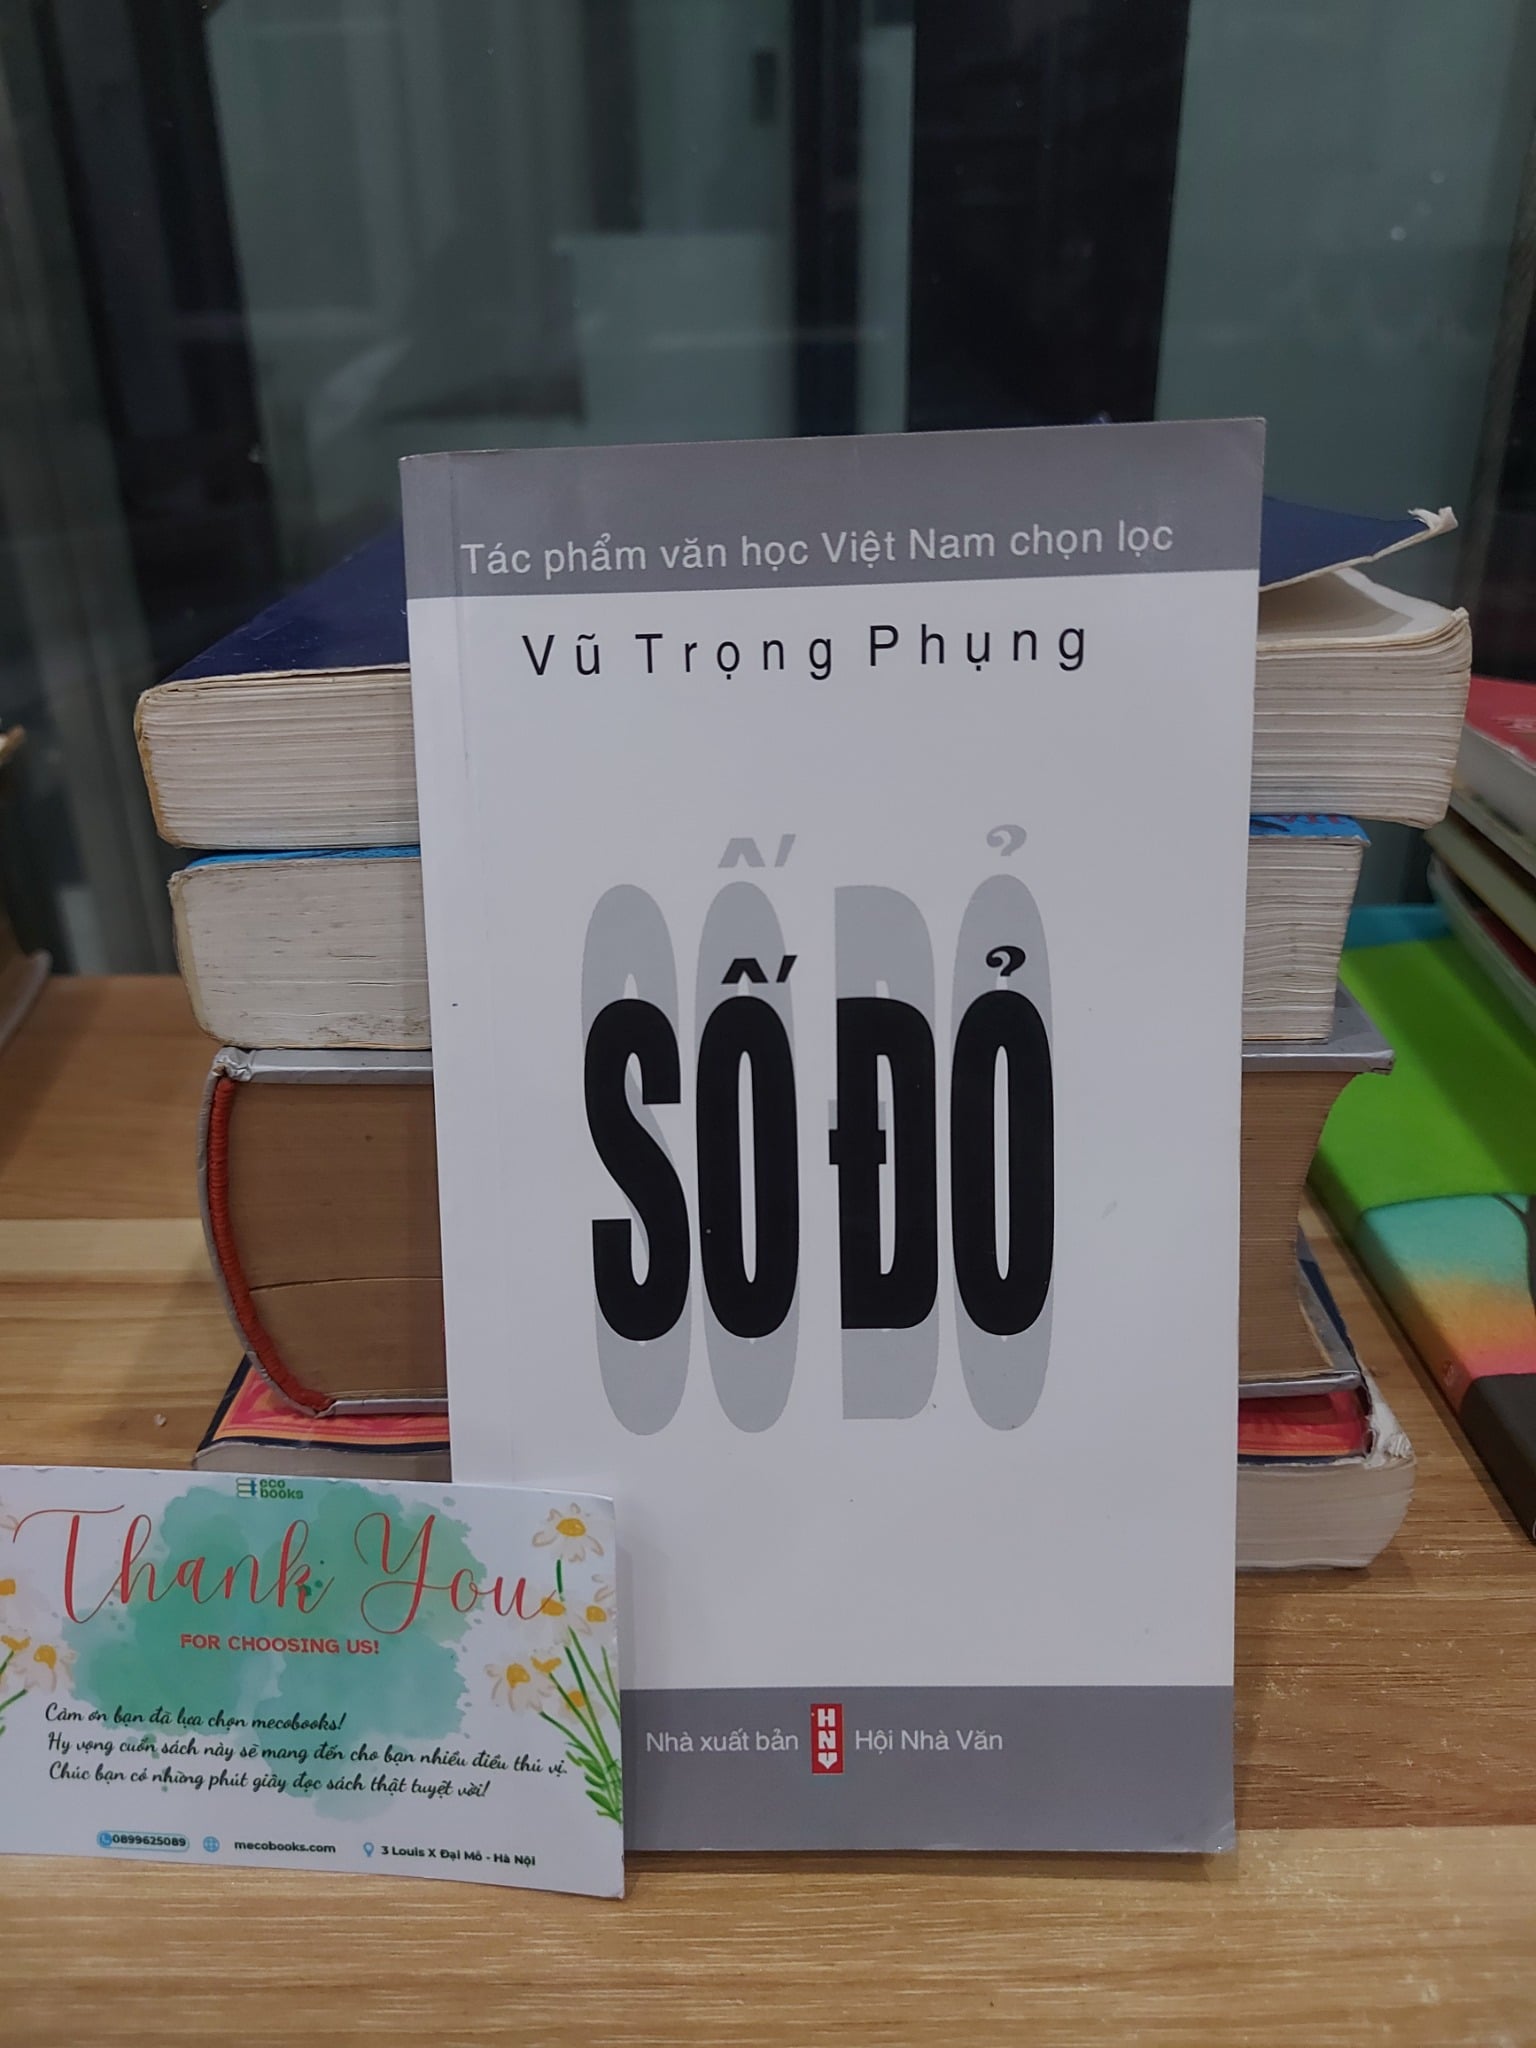 Tác phẩm văn học Việt Nam chọn lọc
Vũ Trọng Phụng
SỐ ĐỎ
Nhà xuất bản HNV Hội Nhà Văn
eco
books
Thank You
FOR CHOOSING US!
Cảm ơn bạn đã lựa chọn mecobooks!
Hy vọng cuốn sách này sẽ mang đến cho bạn nhiều điều thú vị.
Chúc bạn có những phút giây đọc sách thật tuyệt vời!
0899625089 mecobooks.com 3 Louis X Đại Mỗ - Hà Nội